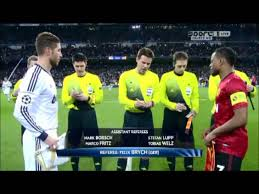 ASSISTANT REFEREES
MARK BORSCH STEFAN LUPP
MARCO FRITZ TOBIAS WELZ
REFEREE: FELIX BRYCH (GER)